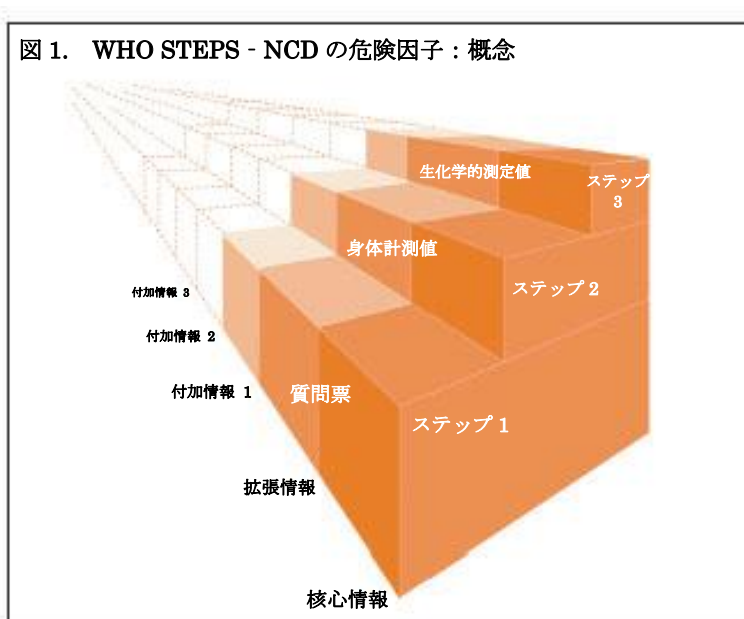 図 1. WHO STEPS - NCD の危険因子：概念
生化学的測定値
ステップ
3
身体計測値
ステップ 2
付加情報 3
付加情報 2
付加情報 1
質問票
ステップ 1
拡張情報
核心情報